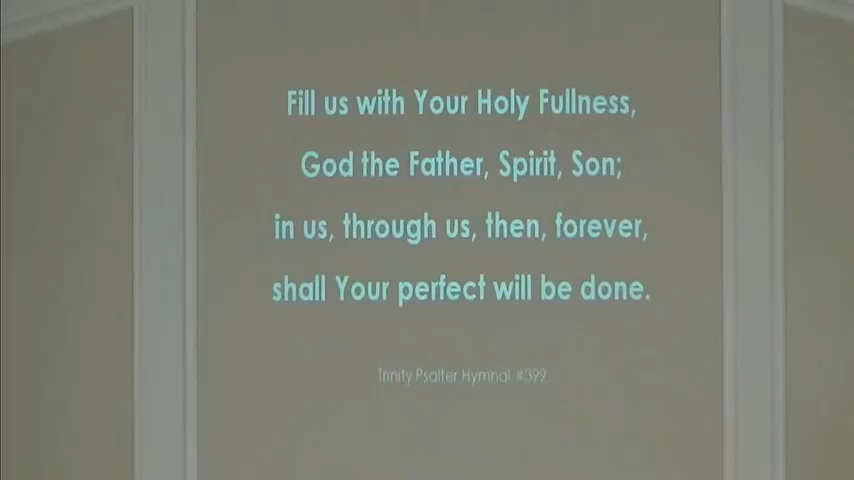 Fill us with Your Holy Fullness,
God the Father, Spirit, Son;
in us, through us, then, forever,
shall Your perfect will be done.
Trinity Psalter Hymnal #399